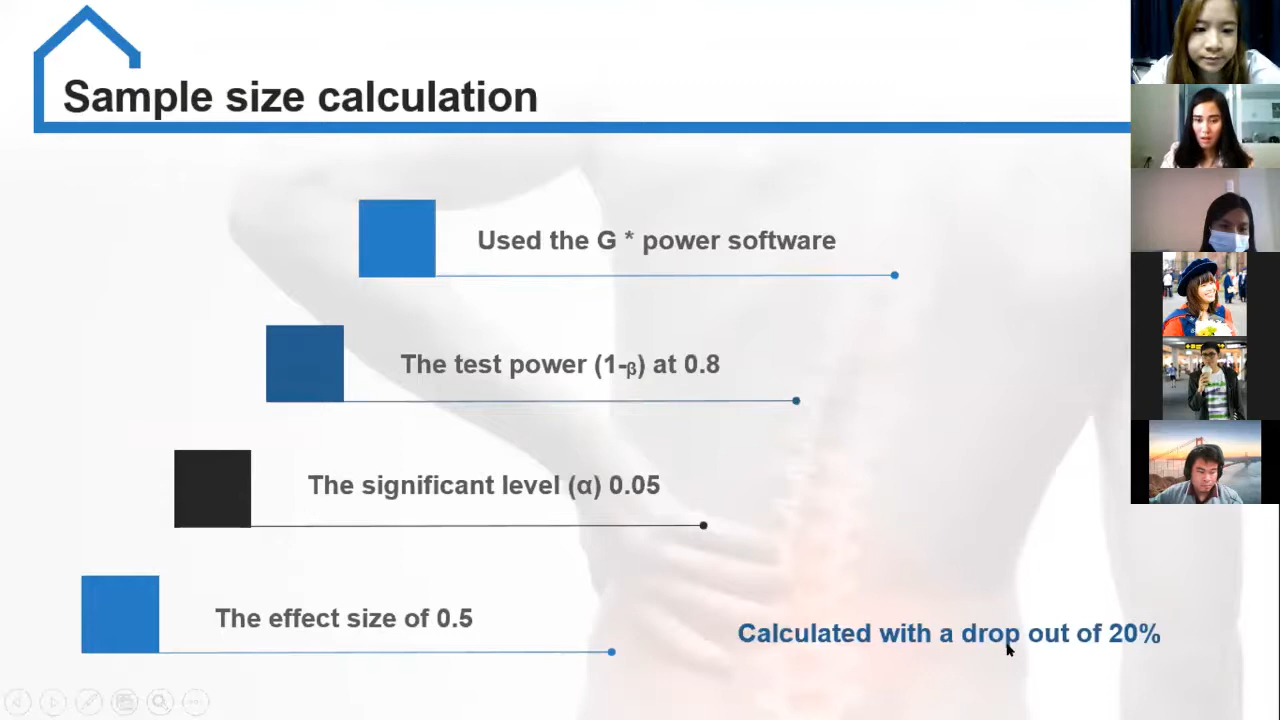 Sample size calculation
Used the G * power software
The test power (1-β) at 0.8
The significant level (α) 0.05
The effect size of 0.5
Calculated with a drop out of 20%